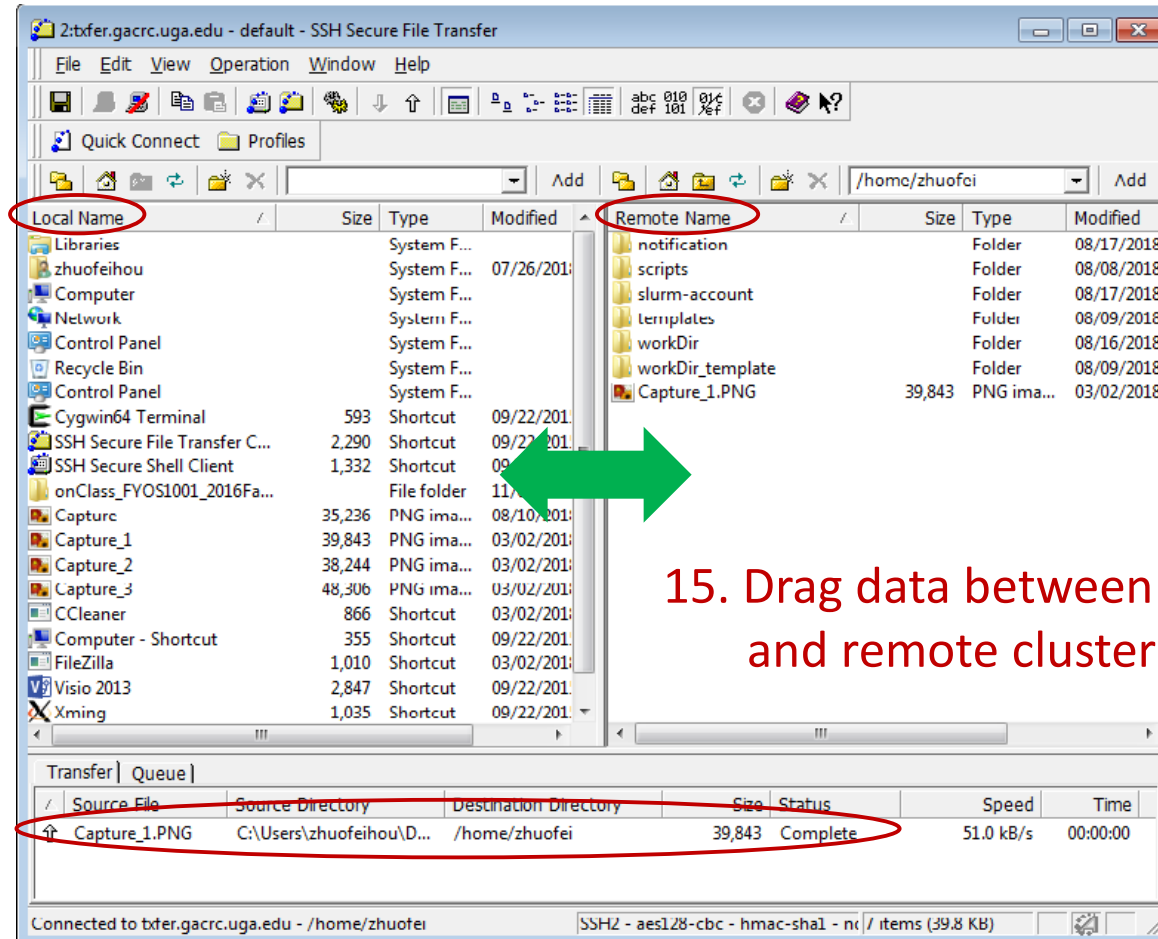 2:txfer.gacrc.uga.edu - default - SSH Secure File Transfer
File Edit View Operation Window Help
abc def 010 101
Quick Connect Profiles
Add /home/zhuofei Add
Local Name Size Type Modified
Libraries System F...
zhuofeihou System F... 07/26/201
Computer System F...
Network System F...
Control Panel System F...
Recycle Bin System F...
Control Panel System F...
Cygwin64 Terminal 593 Shortcut 09/22/201
SSH Secure File Transfer C... 2,290 Shortcut 09/22/201
SSH Secure Shell Client 1,332 Shortcut 09
onClass_FYOS1001_2016Fa... File folder 11/
Capture 35,236 PNG ima... 08/10/201
Capture_1 39,843 PNG ima... 03/02/201
Capture_2 38,244 PNG ima... 03/02/201
Capture_3 48,306 PNG ima... 03/02/201
CCleaner 866 Shortcut 03/02/201
Computer - Shortcut 355 Shortcut 09/22/201
FileZilla 1,010 Shortcut 03/02/201
Visio 2013 2,847 Shortcut 09/22/201
Xming 1,035 Shortcut 09/22/201
Remote Name Size Type Modified
notification Folder 08/17/2018
scripts Folder 08/08/2018
slurm-account Folder 08/17/2018
templates Folder 08/09/2018
workDir Folder 08/16/2018
workDir_template Folder 08/09/2018
Capture_1.PNG 39,843 PNG ima... 03/02/2018
15. Drag data between
and remote cluster
Transfer Queue
Source File Source Directory Destination Directory Size Status Speed Time
Capture_1.PNG C:\Users\zhuofeihou\D... /home/zhuofei 39,843 Complete 51.0 kB/s 00:00:00
Connected to txfer.gacrc.uga.edu - /home/zhuofei SSH2 - aes128-cbc - hmac-sha1 - 7 items (39.8 KB)